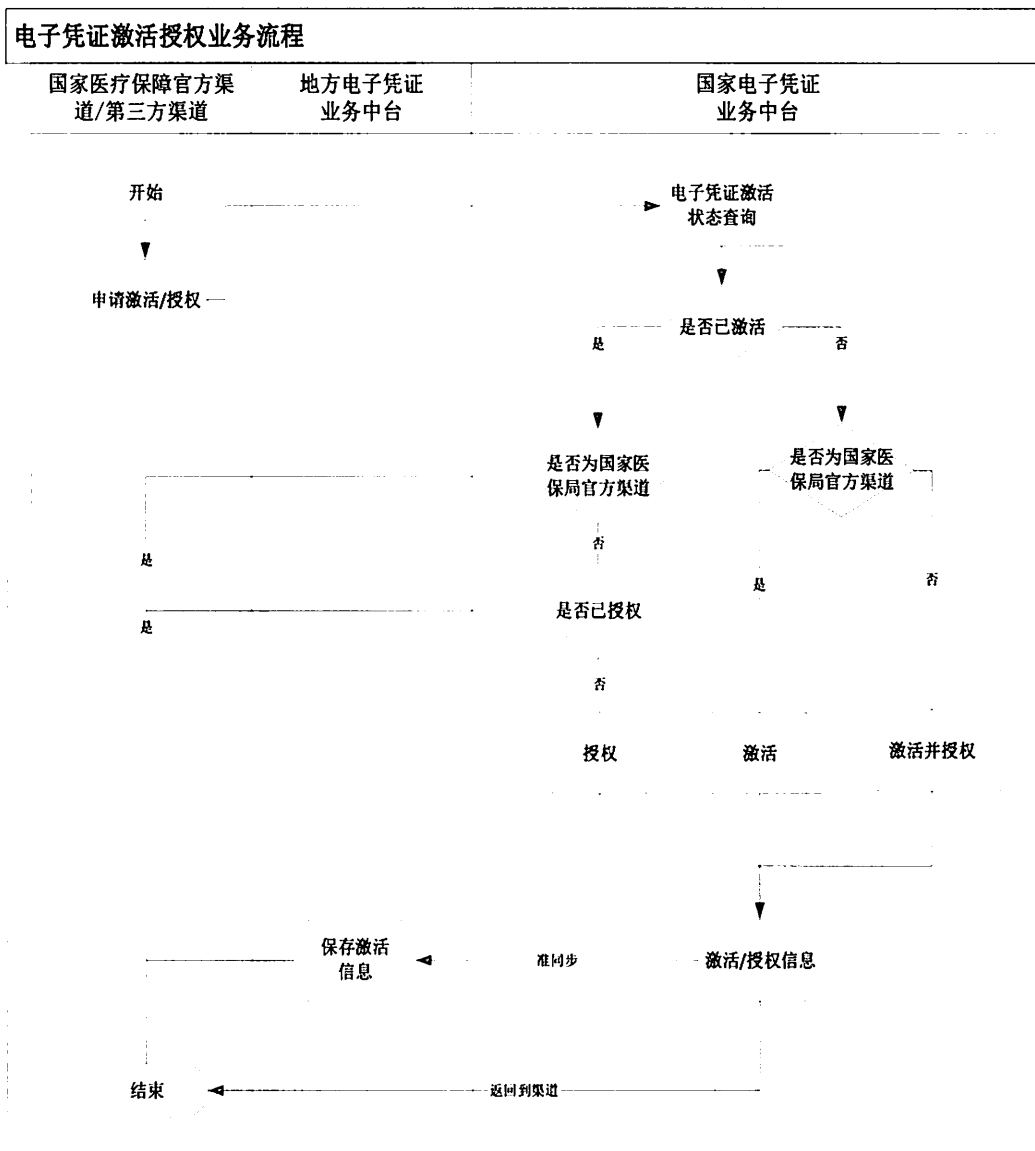 电子凭证激活授权业务流程
国家医疗保障官方渠
道/第三方渠道
地方电子凭证
业务中台
国家电子凭证
业务中台
开始
电子凭证激活
状态查询
申请激活/授权
是否已激活
是
否
是否为国家医
保局官方渠道
是否为国家医
保局官方渠道
否
是
是
否
是否已授权
是
否
授权
激活
激活并授权
保存激活
信息
准同步
激活/授权信息
结束
返回到渠道